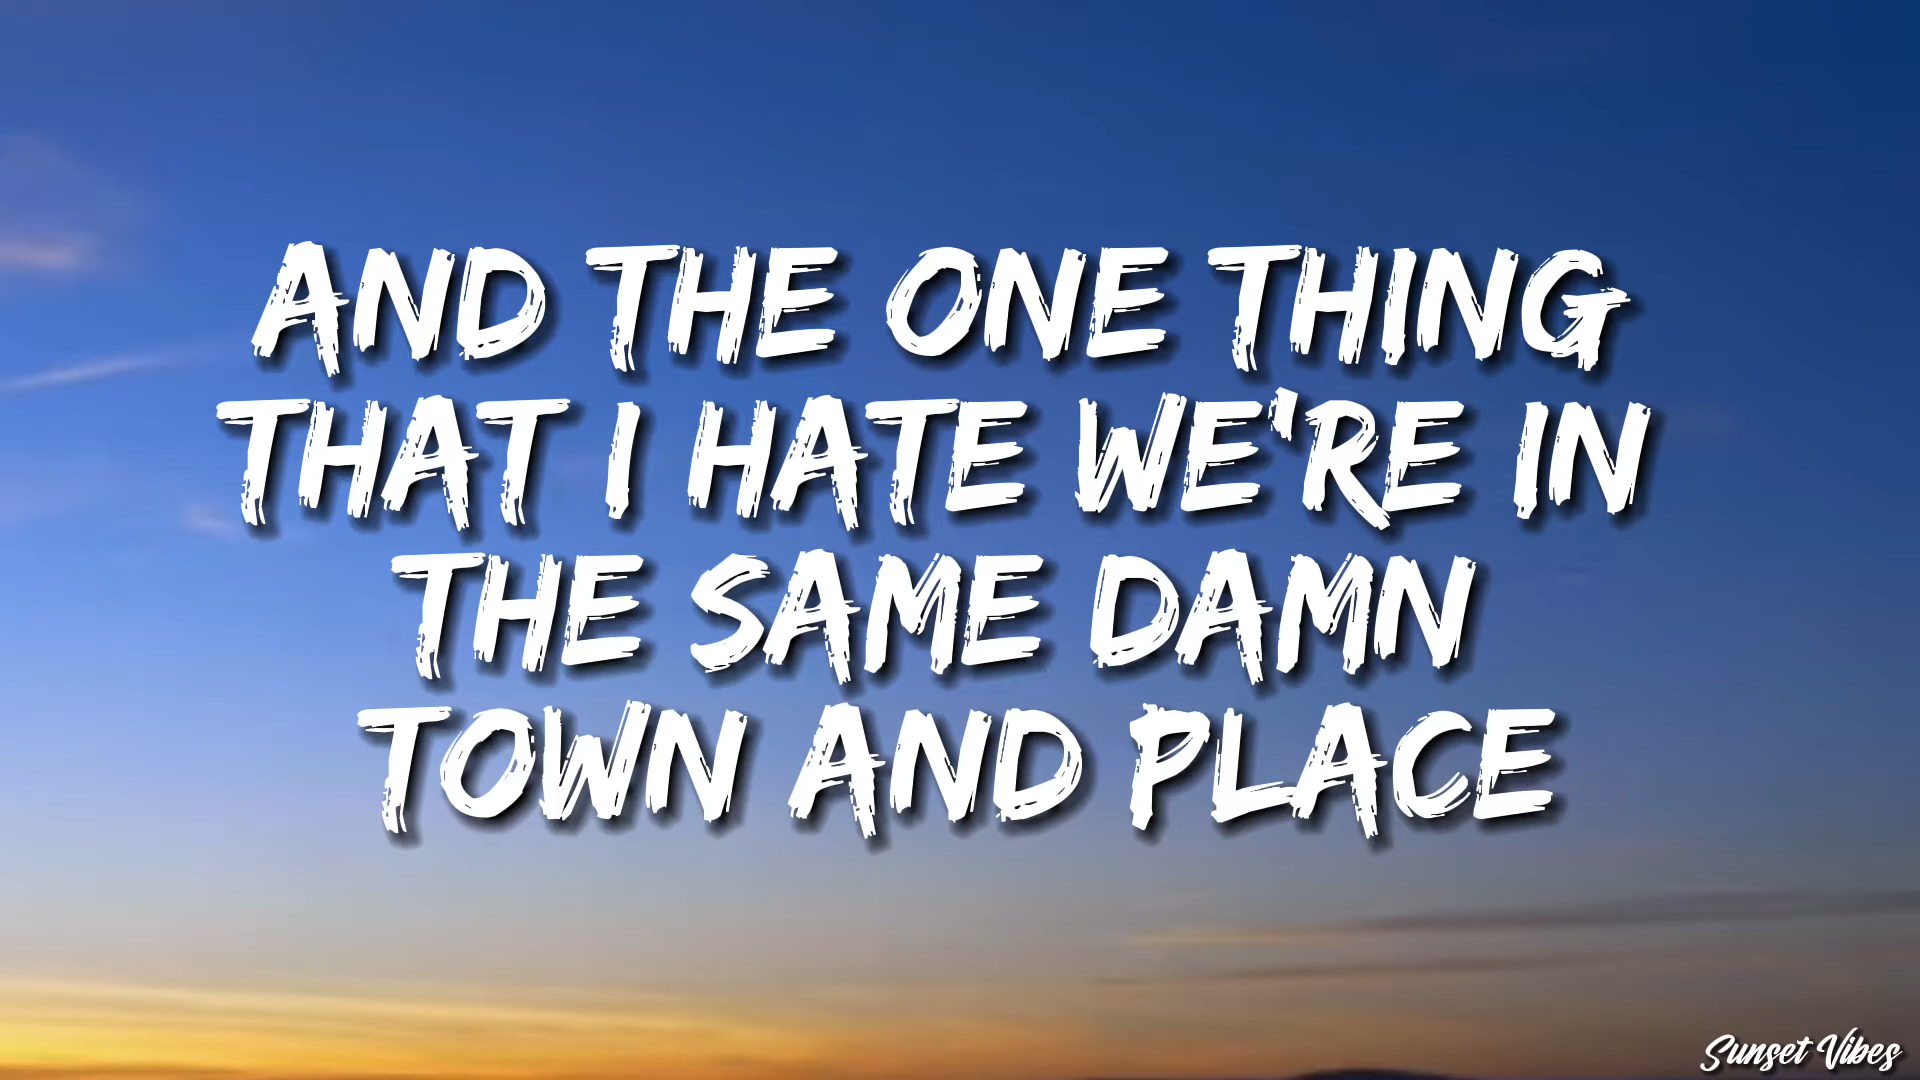 AND THE ONE THING
THAT I HATE WE'RE IN
THE SAME DAMN
TOWN AND PLACE
Sunset Vibes